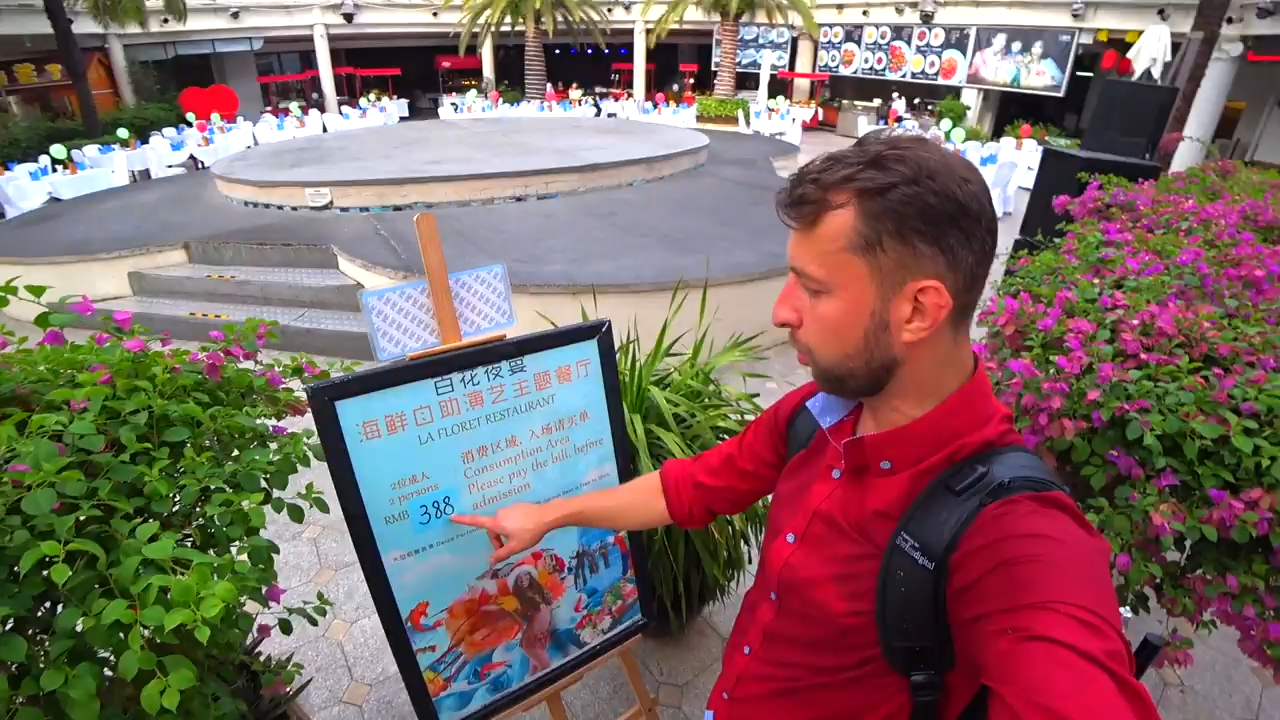 百花夜宴
海鲜自助演艺主题餐厅
LA FLORET RESTAURANT
消费区域，入场请买单
Consumption Area
Please pay the bill, before
admission
2位成人
2 persons
RMB 388